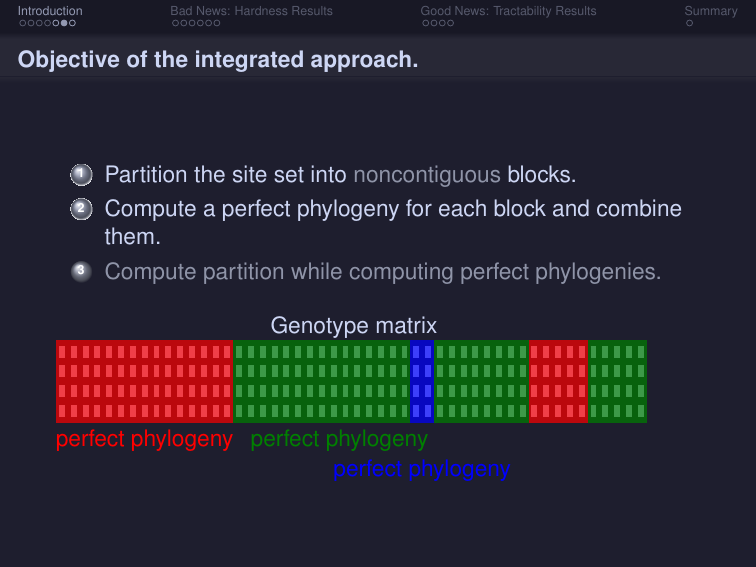 Introduction
Bad News: Hardness Results
Good News: Tractability Results
Summary
Objective of the integrated approach.
1 Partition the site set into noncontiguous blocks.
2 Compute a perfect phylogeny for each block and combine
them.
3 Compute partition while computing perfect phylogenies.
Genotype matrix
perfect phylogeny perfect phylogeny
perfect phylogeny